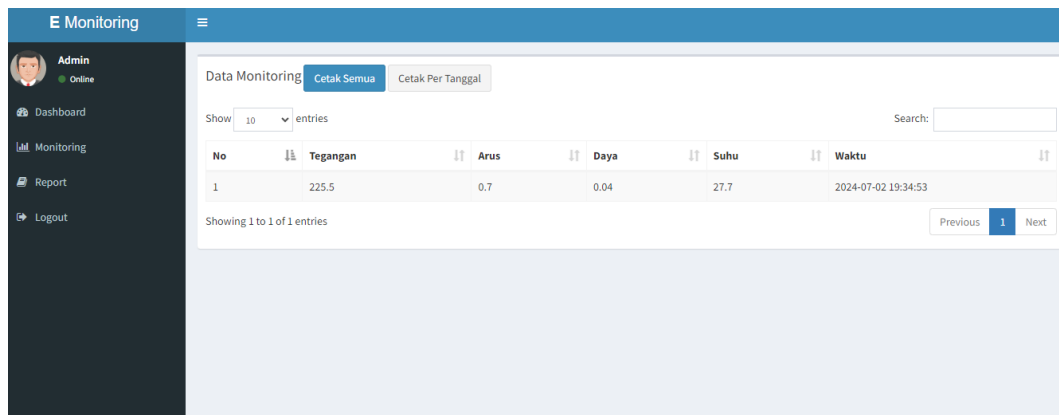 E Monitoring
Admin
Online
Dashboard
Monitoring
Report
Logout
Data Monitoring Cetak Semua Cetak Per Tanggal
Show 10 entries Search:
No Tegangan Arus Daya Suhu Waktu
1 225.5 0.7 0.04 27.7 2024-07-02 19:34:53
Showing 1 to 1 of 1 entries Previous 1 Next